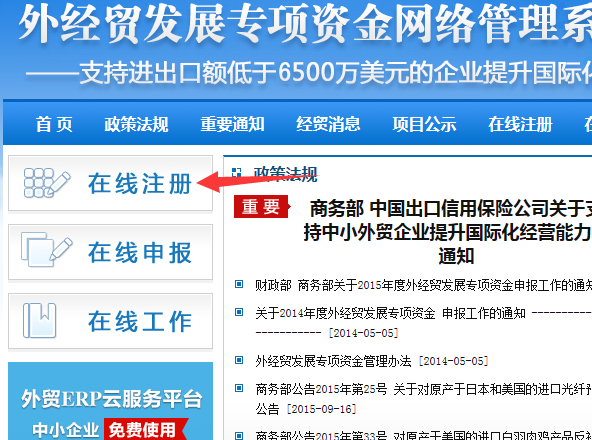 外经贸发展专项资金网络管理系
——支持进出口额低于6500万美元的企业提升国际化
首 页 政策法规 重要通知 经贸消息 项目公示 在线注册 在
在线注册
在线申报
在线工作
外贸ERP云服务平台
中小企业 免费使用
政策法规
重 要 商务部 中国出口信用保险公司关于支
持中小外贸企业提升国际化经营能力
通知
财政部 商务部关于2015年度外经贸发展专项资金申报工作的通知
关于2014年度外经贸发展专项资金 申报工作的通知 ----------
----------- [2014-05-05]
外经贸发展专项资金管理办法 [2014-05-05]
商务部公告2015年第25号 关于对原产于日本和美国的进口光纤预
公告 [2015-09-16]
商务部公告2015年第33号 对原产于美国的进口白羽肉鸡产品反补